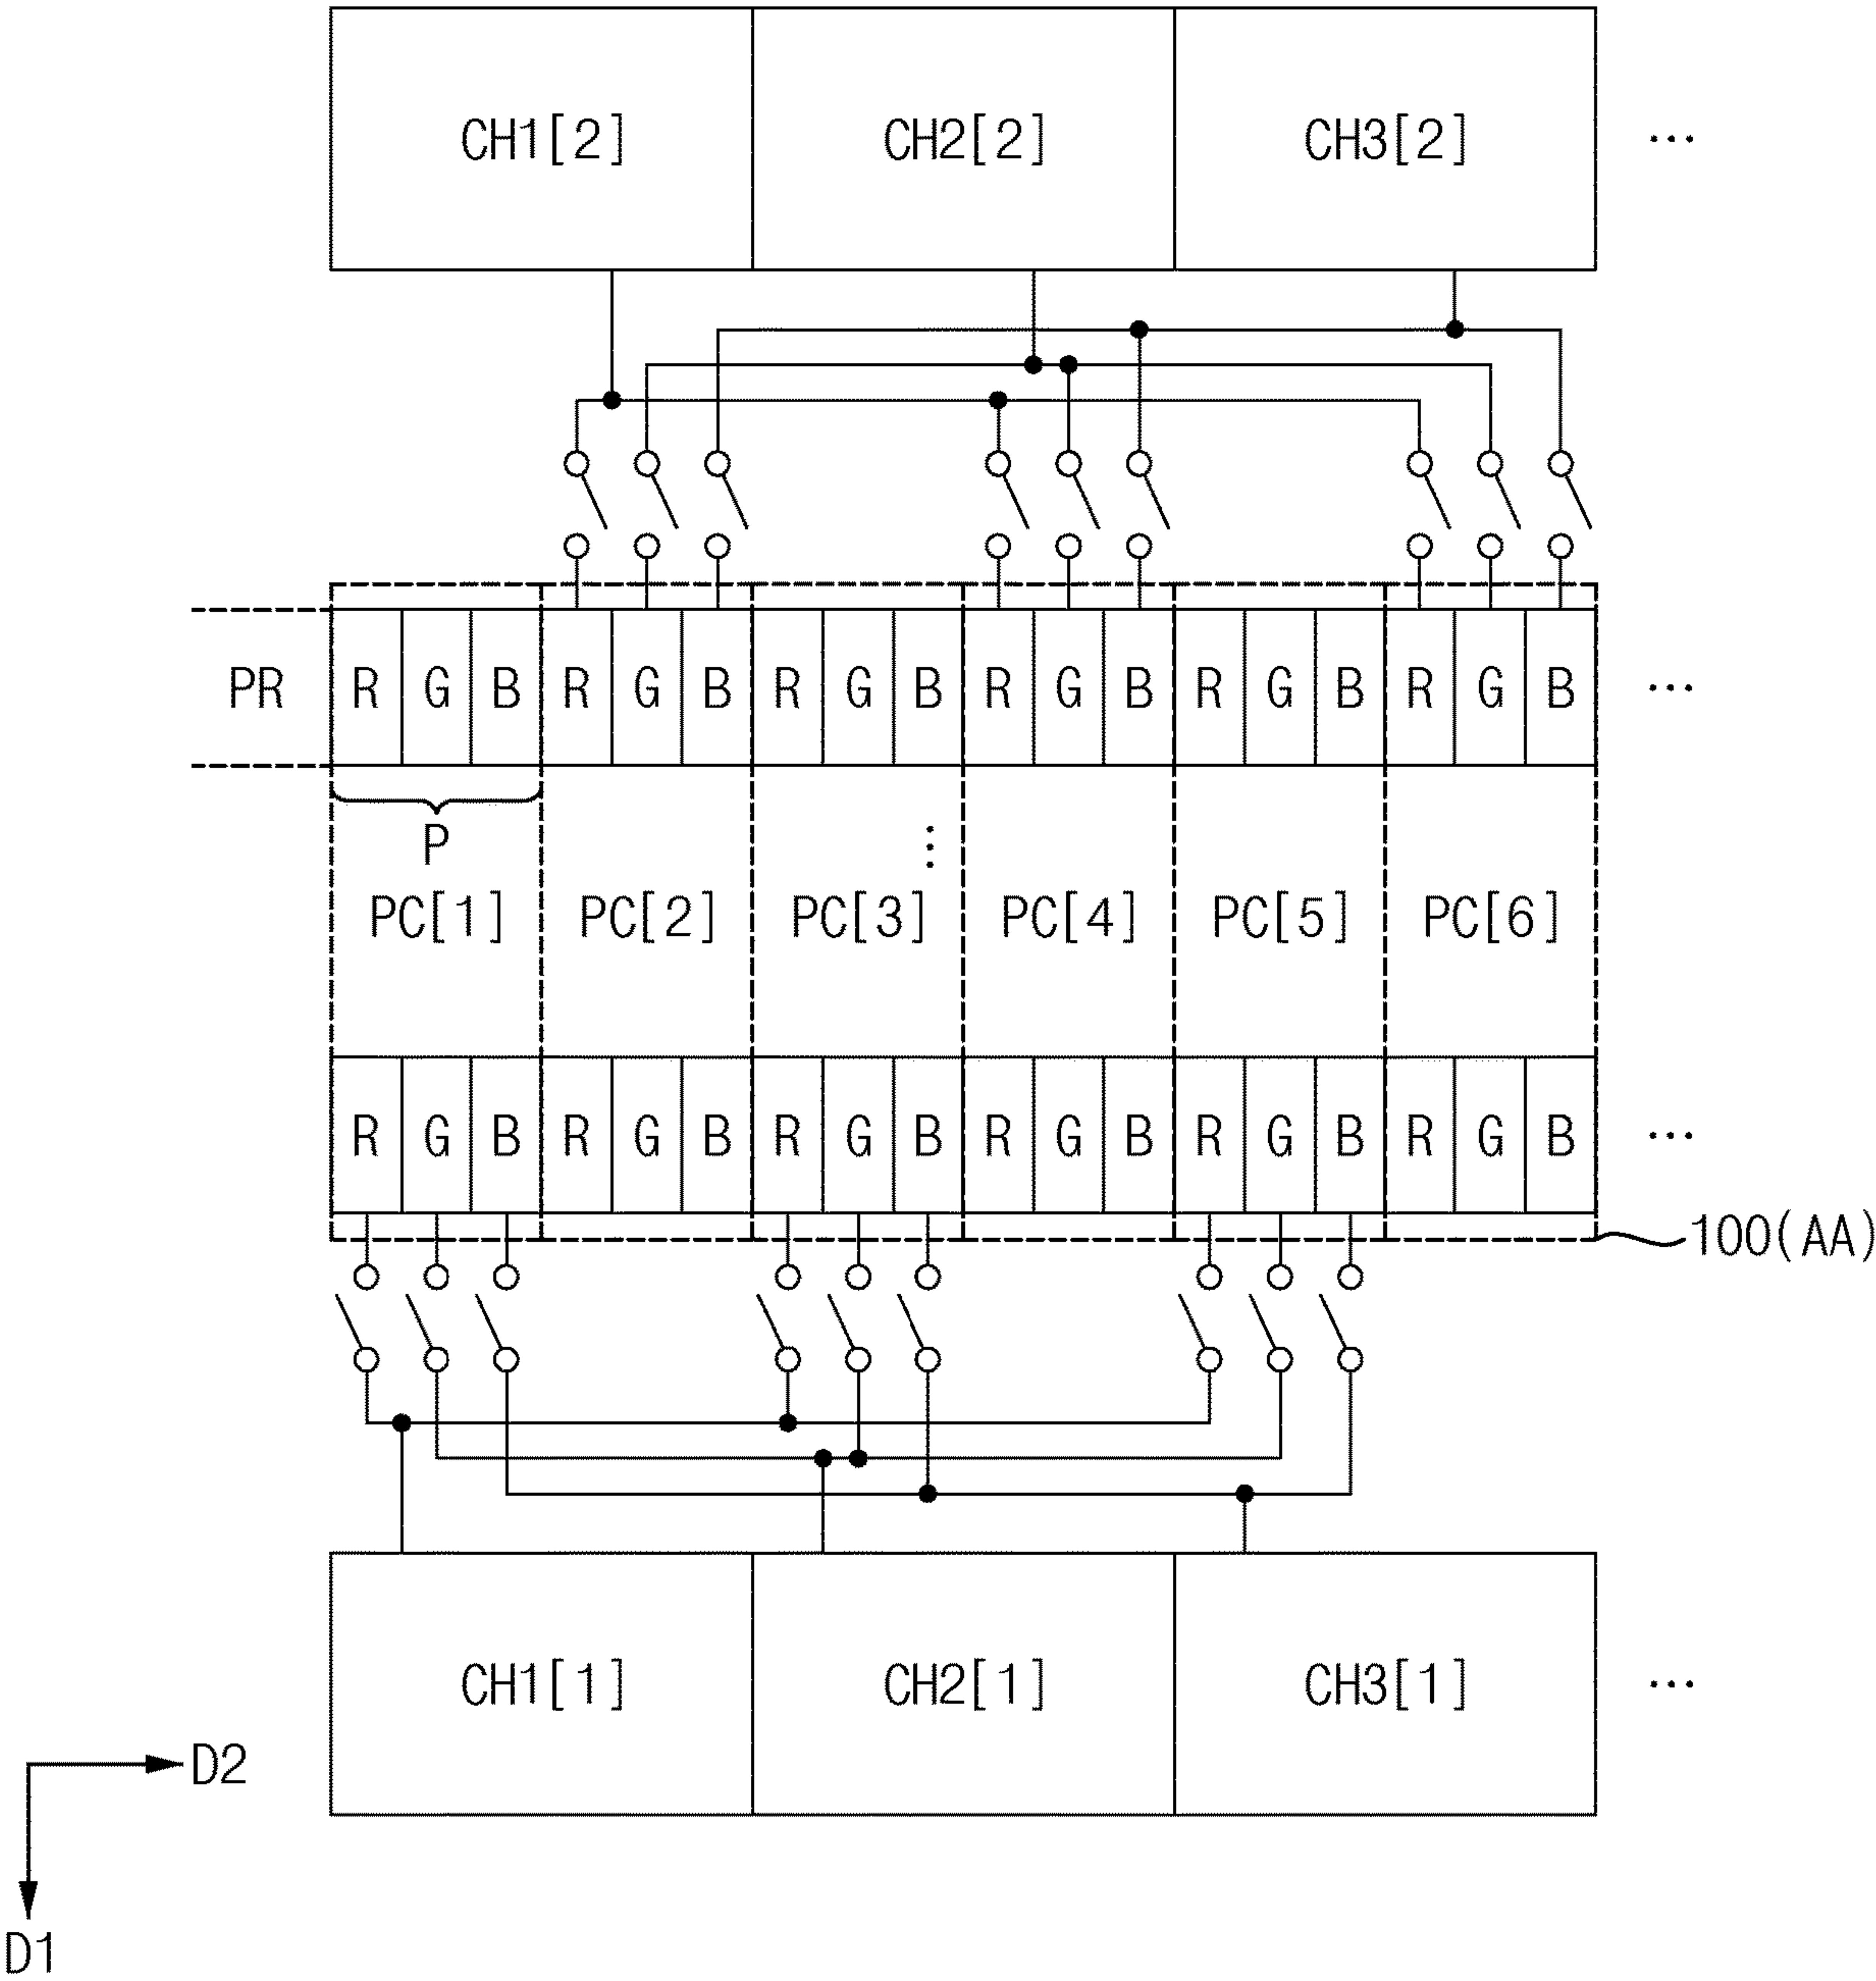 CH1[2] CH2[2] CH3[2] ...
PR R G B R G B R G B R G B R G B R G B ...
P
PC[1] PC[2] PC[3] PC[4] PC[5] PC[6]
R G B R G B R G B R G B R G B R G B ...
100(AA)
CH1[1] CH2[1] CH3[1] ...
D2
D1